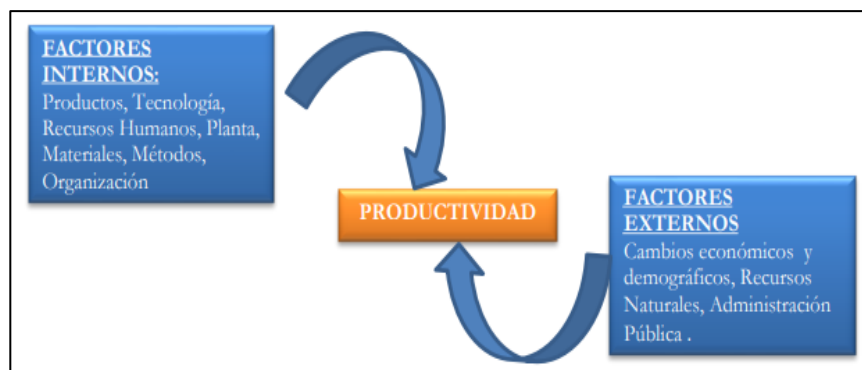 FACTORES
INTERNOS:
Productos, Tecnología,
Recursos Humanos, Planta,
Materiales, Métodos,
Organización
PRODUCTIVIDAD
FACTORES
EXTERNOS
Cambios económicos y
demográficos, Recursos
Naturales, Administración
Pública .